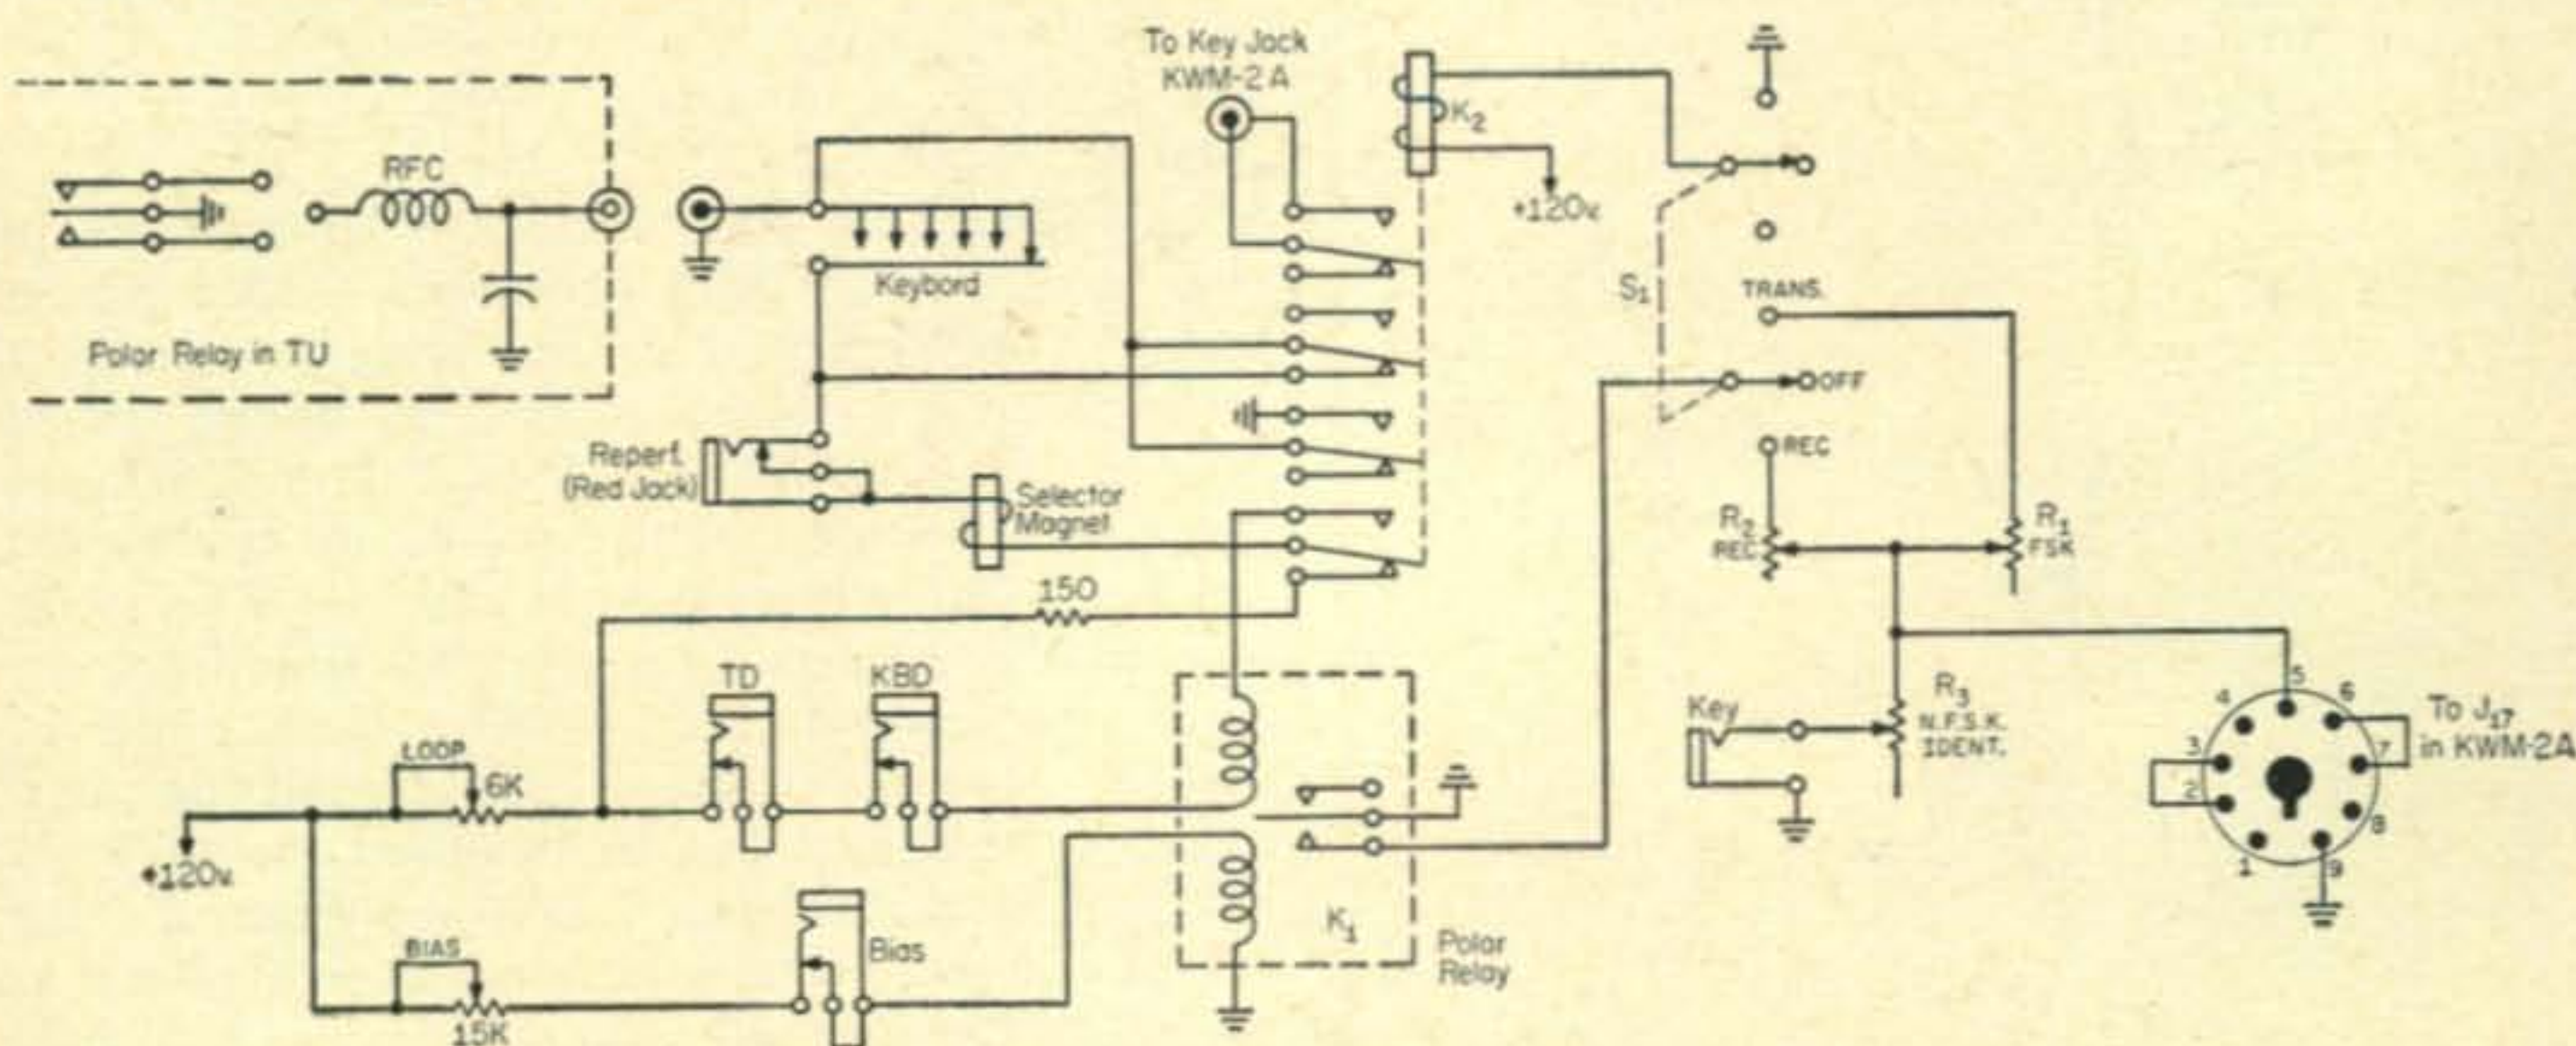 To Key Jack
KWM-2A
K2
+120v.
RFC
Polar Relay in TU
Keybord
S1
TRANS.
OFF
REC
Reperf.
(Red Jack)
Selector
Magnet
R2
REC
R1
FSK
150
TD
KBD
LOOP
6K
+120v.
BIAS
15K
Bias
K1
Polar
Relay
Key
R3
N.F.S.K.
IDENT.
4
5
6
3
7
2
8
1
9
To J17
in KWM-2A